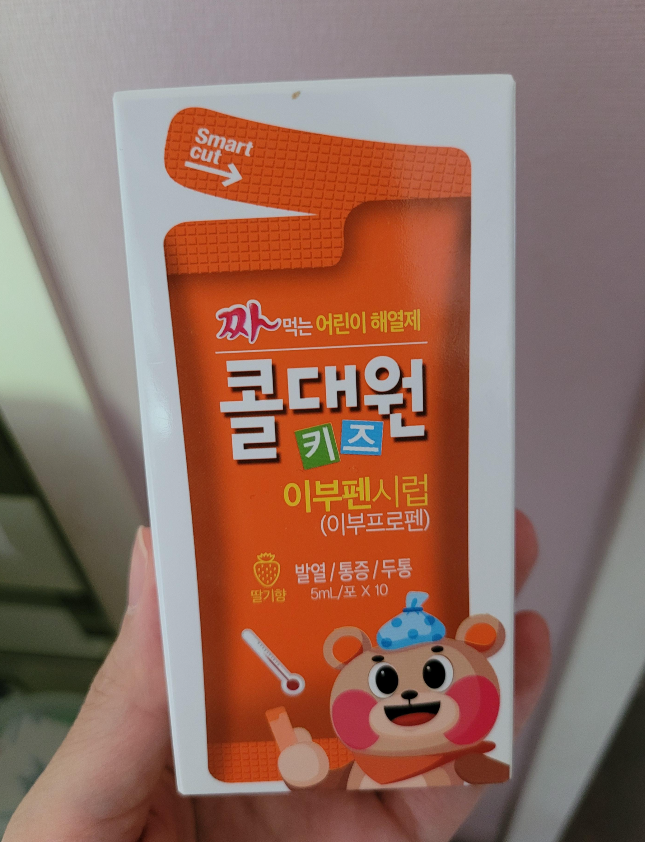 Smart
cut
짜먹는 어린이 해열제
콜대원
키즈
이부펜시럽
(이부프로펜)
발열/통증/두통
5mL/포 X 10
딸기향